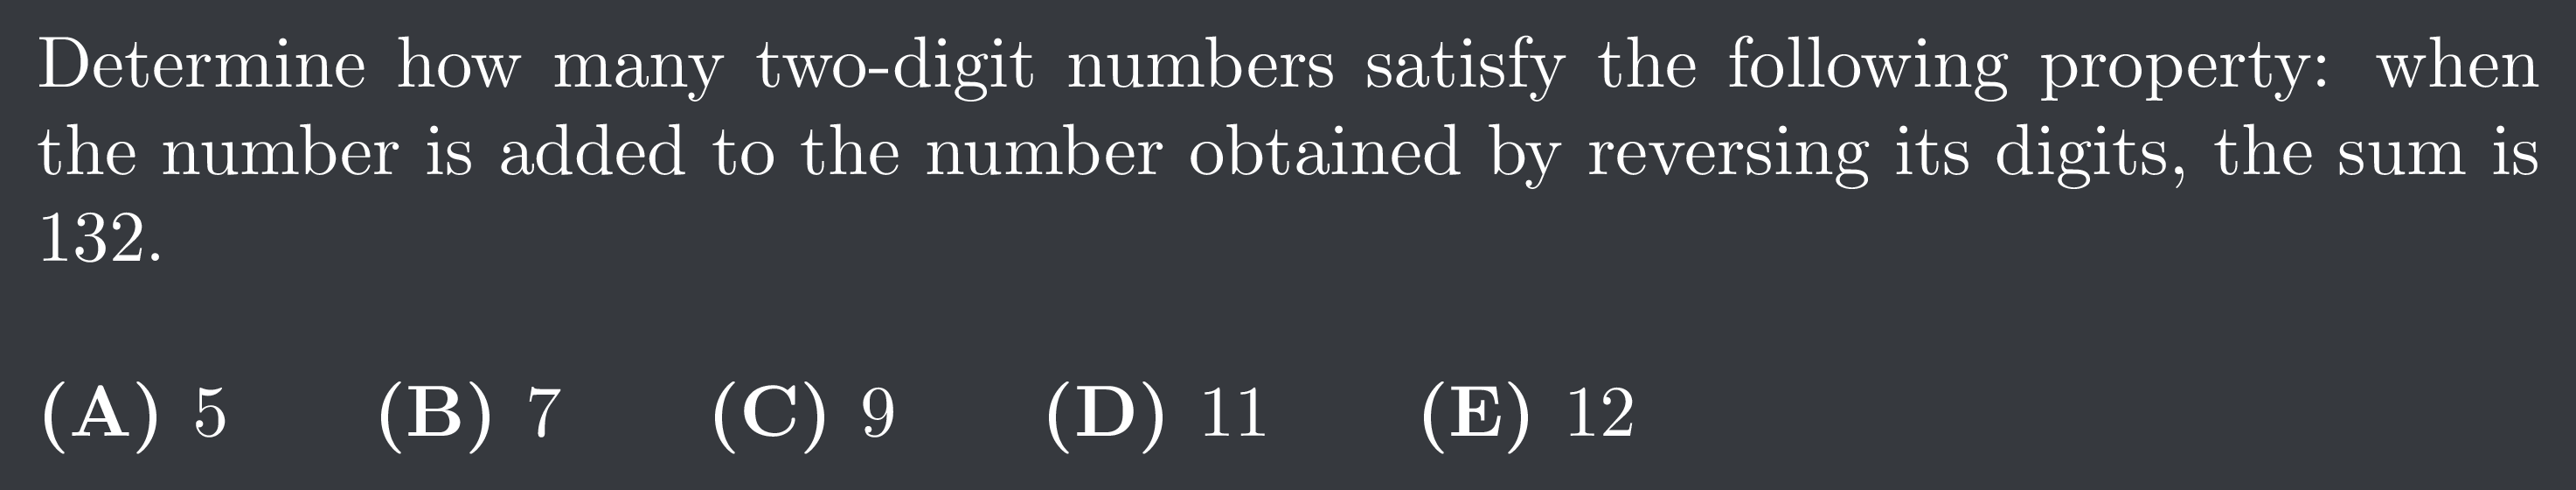 Determine how many two-digit numbers satisfy the following property: when
the number is added to the number obtained by reversing its digits, the sum is
132.
(A) 5 (B) 7 (C) 9 (D) 11 (E) 12